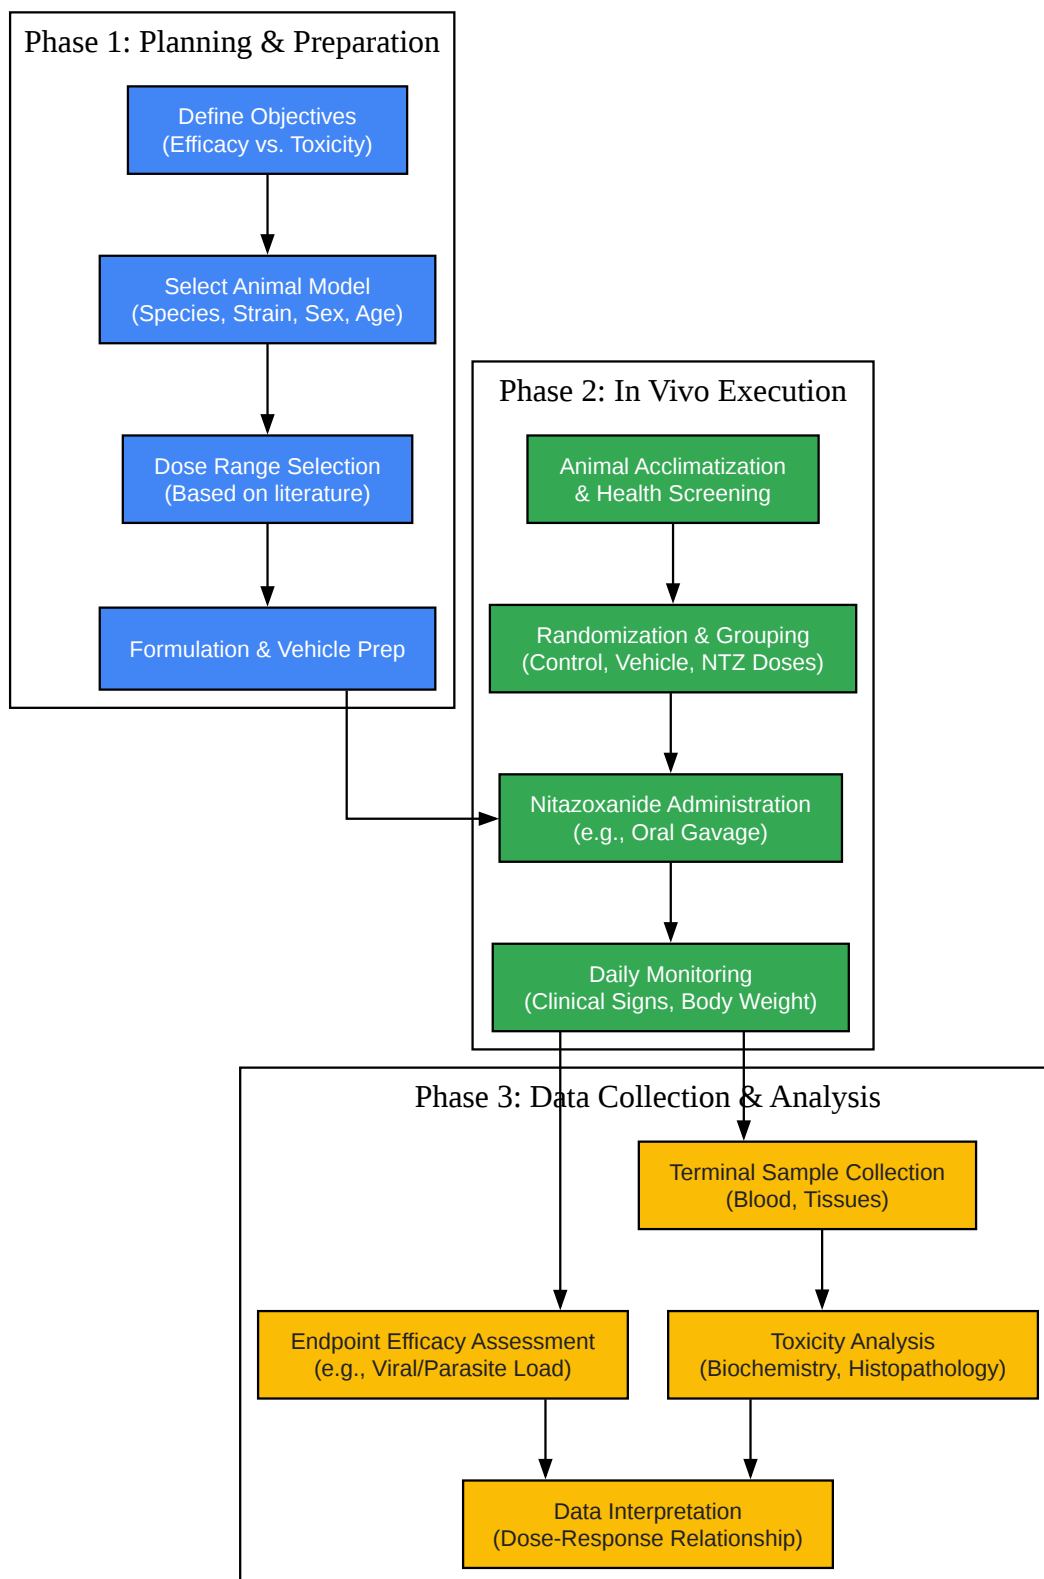 Phase 1: Planning & Preparation
Define Objectives
(Efficacy vs. Toxicity)
Select Animal Model
(Species, Strain, Sex, Age)
Dose Range Selection
(Based on literature)
Formulation & Vehicle Prep
Phase 2: In Vivo Execution
Animal Acclimatization
& Health Screening
Randomization & Grouping
(Control, Vehicle, NTZ Doses)
Nitazoxanide Administration
(e.g., Oral Gavage)
Daily Monitoring
(Clinical Signs, Body Weight)
Phase 3: Data Collection & Analysis
Terminal Sample Collection
(Blood, Tissues)
Endpoint Efficacy Assessment
(e.g., Viral/Parasite Load)
Toxicity Analysis
(Biochemistry, Histopathology)
Data Interpretation
(Dose-Response Relationship)